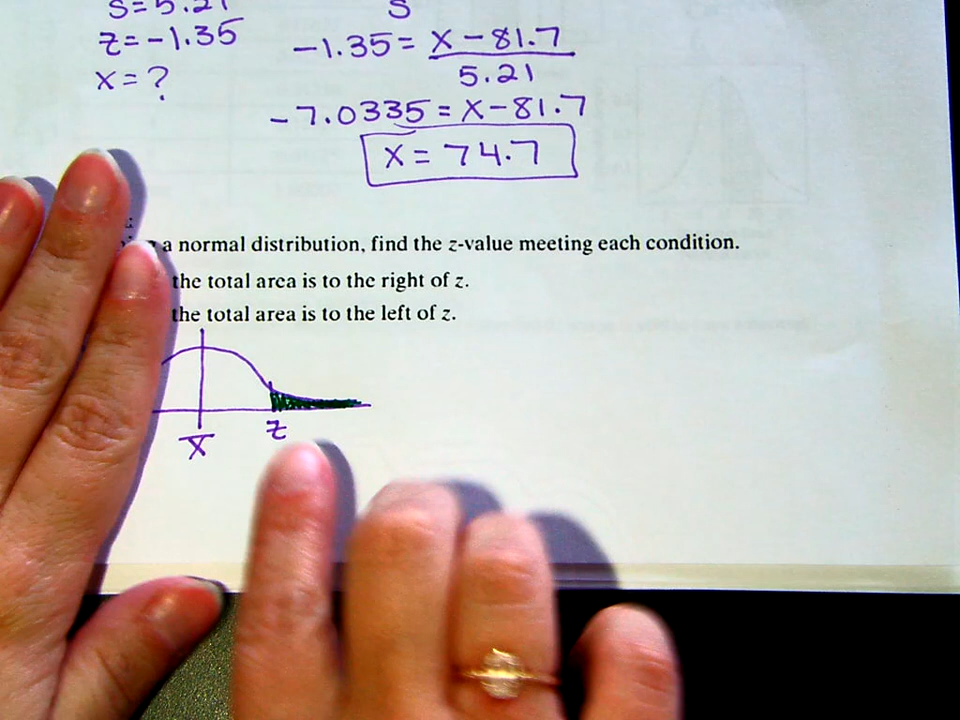 S=5.21
z=-1.35
x=?
S
-1.35= x-81.7
5.21
-7.0335=x-81.7
x= 74.7
a normal distribution, find the z-value meeting each condition.
the total area is to the right of z.
the total area is to the left of z.
x̄
z